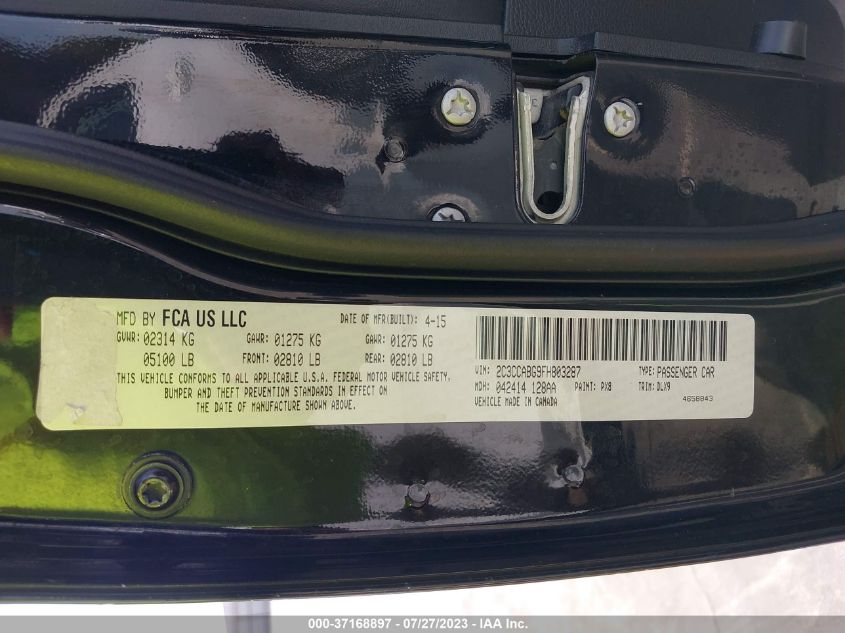 MFD BY FCA US LLC
DATE OF MFR(BUILT): 4-15
GVWR: 02314 KG GAWR: 01275 KG GAWR: 01275 KG
05100 LB FRONT: 02810 LB REAR: 02810 LB
THIS VEHICLE CONFORMS TO ALL APPLICABLE U.S.A. FEDERAL MOTOR VEHICLE SAFETY,
BUMPER AND THEFT PREVENTION STANDARDS IN EFFECT ON
THE DATE OF MANUFACTURE SHOWN ABOVE.
VIN: 2C3CCABG9FH803287 TYPE: PASSENGER CAR
MDH: 042414 128AA PAINT: PX8 TRIM: DLX9
VEHICLE MADE IN CANADA 4658843
000-37168897 - 07/27/2023 - IAA Inc.